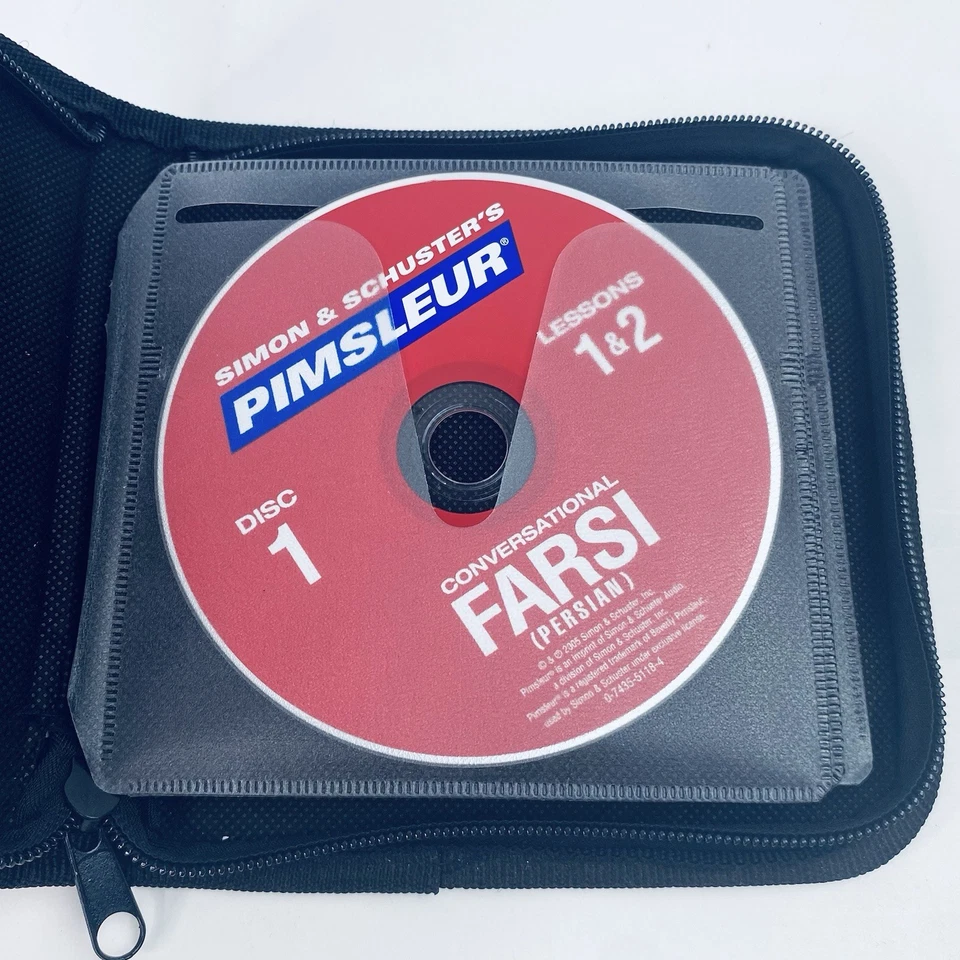 SIMON & SCHUSTER'S
PIMSLEUR®
LESSONS
1&2
DISC
1
CONVERSATIONAL
FARSI
(PERSIAN)
© & ℗ 2005 Simon & Schuster, Inc.
Pimsleur® is an imprint of Simon & Schuster Audio,
a division of Simon & Schuster, Inc.
Pimsleur® is a registered trademark of Beverly Pimsleur,
used by Simon & Schuster under exclusive license.
0-7435-5118-4